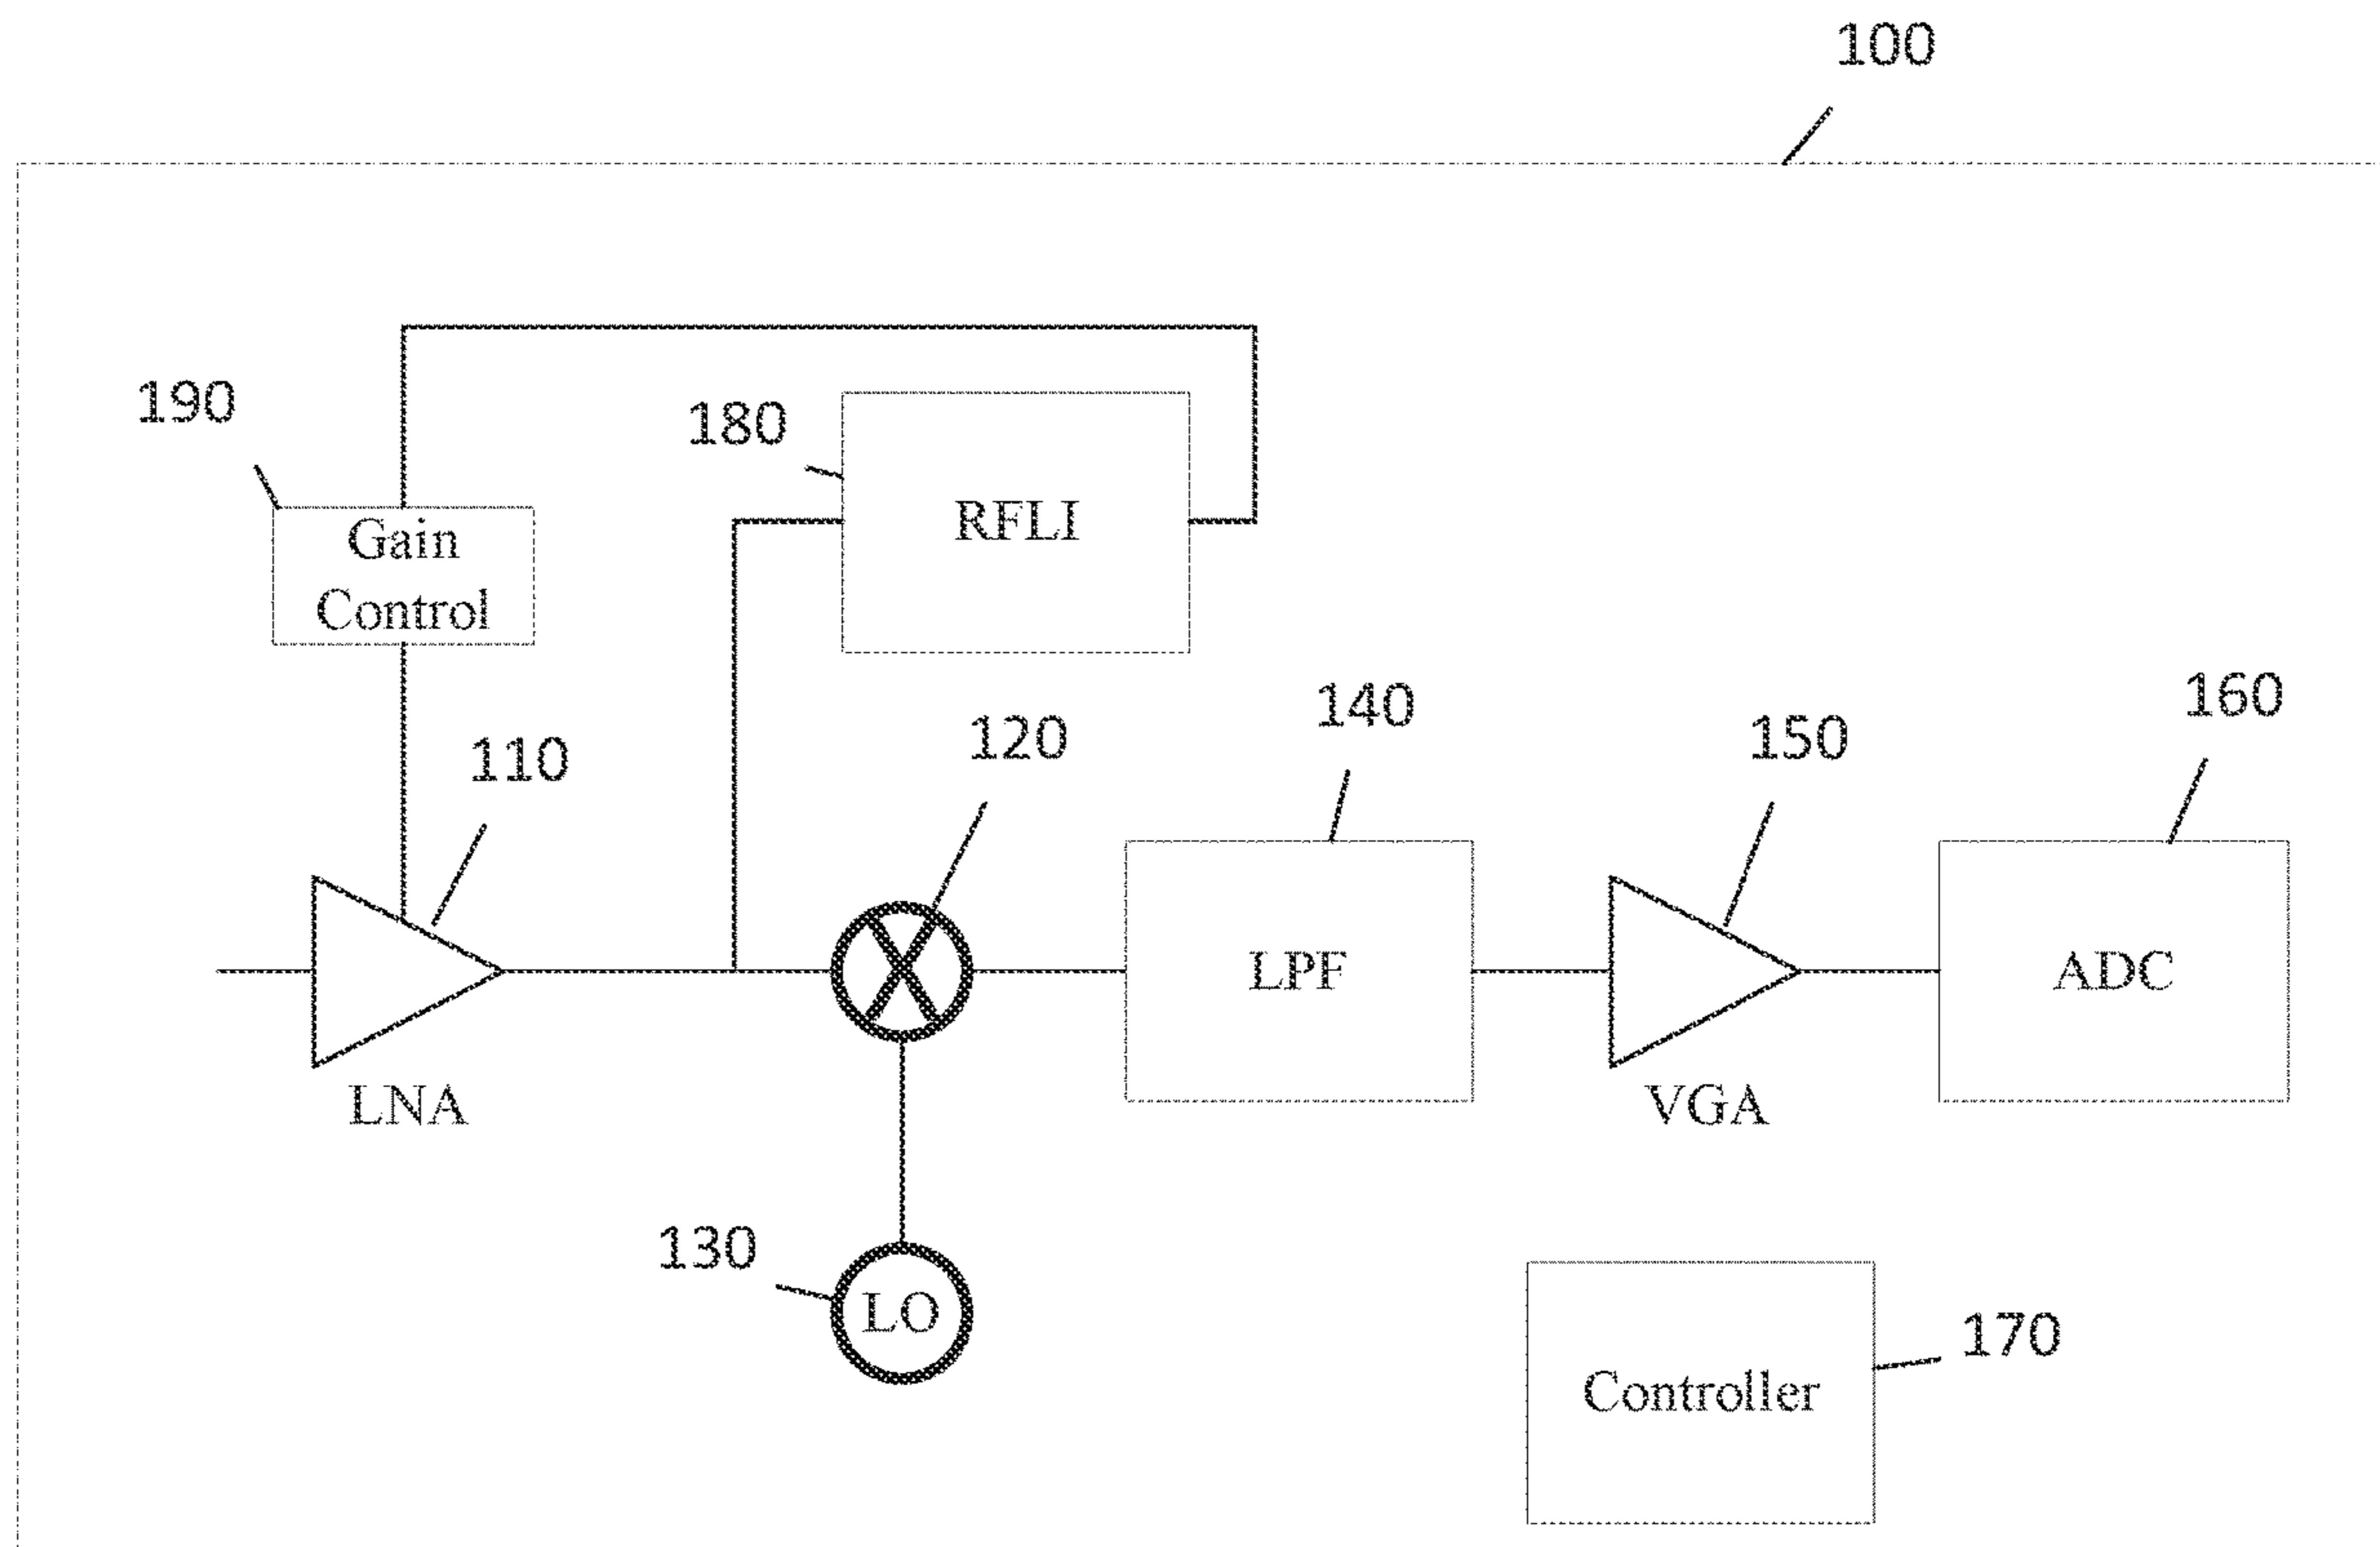 100
190
180
RFLI
Gain
Control
110
120
140
150
160
LPF
ADC
LNA
VGA
130
LO
170
Controller